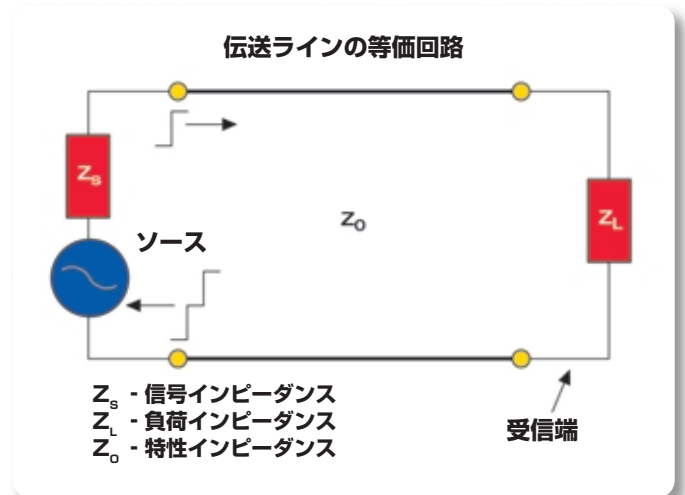 伝送ラインの等価回路
Zs
ソース
Zo
ZL
Zs - 信号インピーダンス
ZL - 負荷インピーダンス
Zo - 特性インピーダンス
受信端